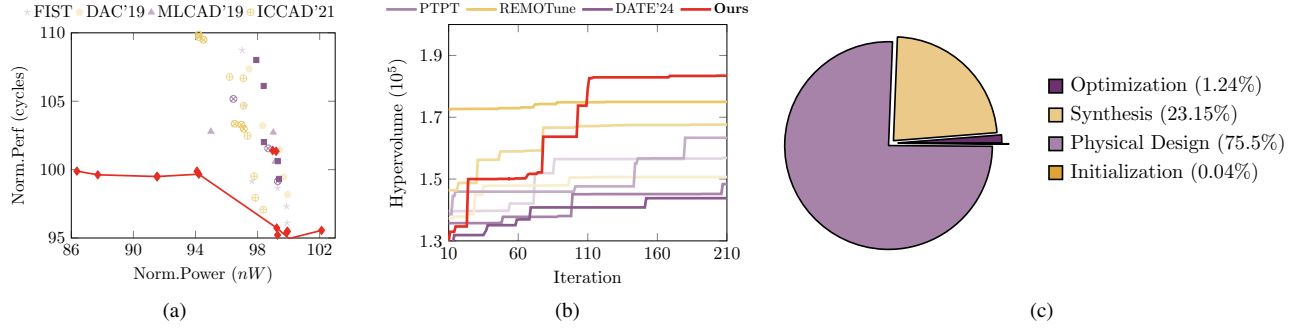 FIST DAC'19 MLCAD'19 ICCAD'21
PTPT REMOTune DATE'24 Ours
110
105
100
95
86 90 94 98 102
Norm.Perf (cycles)
Norm.Power (nW)
(a)
1.9
1.7
1.5
1.3
10 60 110 160 210
Hypervolume (10⁵)
Iteration
(b)
Optimization (1.24%)
Synthesis (23.15%)
Physical Design (75.5%)
Initialization (0.04%)
(c)